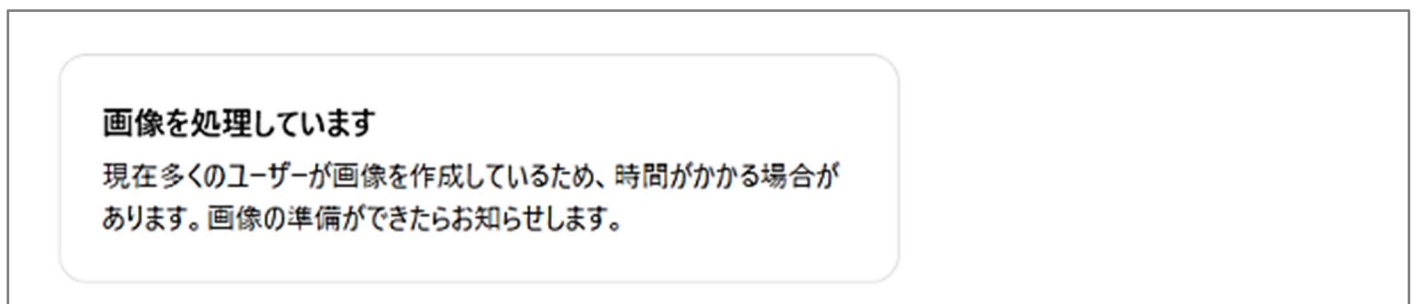 画像を処理しています
現在多くのユーザーが画像を作成しているため、時間がかかる場合が
あります。画像の準備ができたらお知らせします。